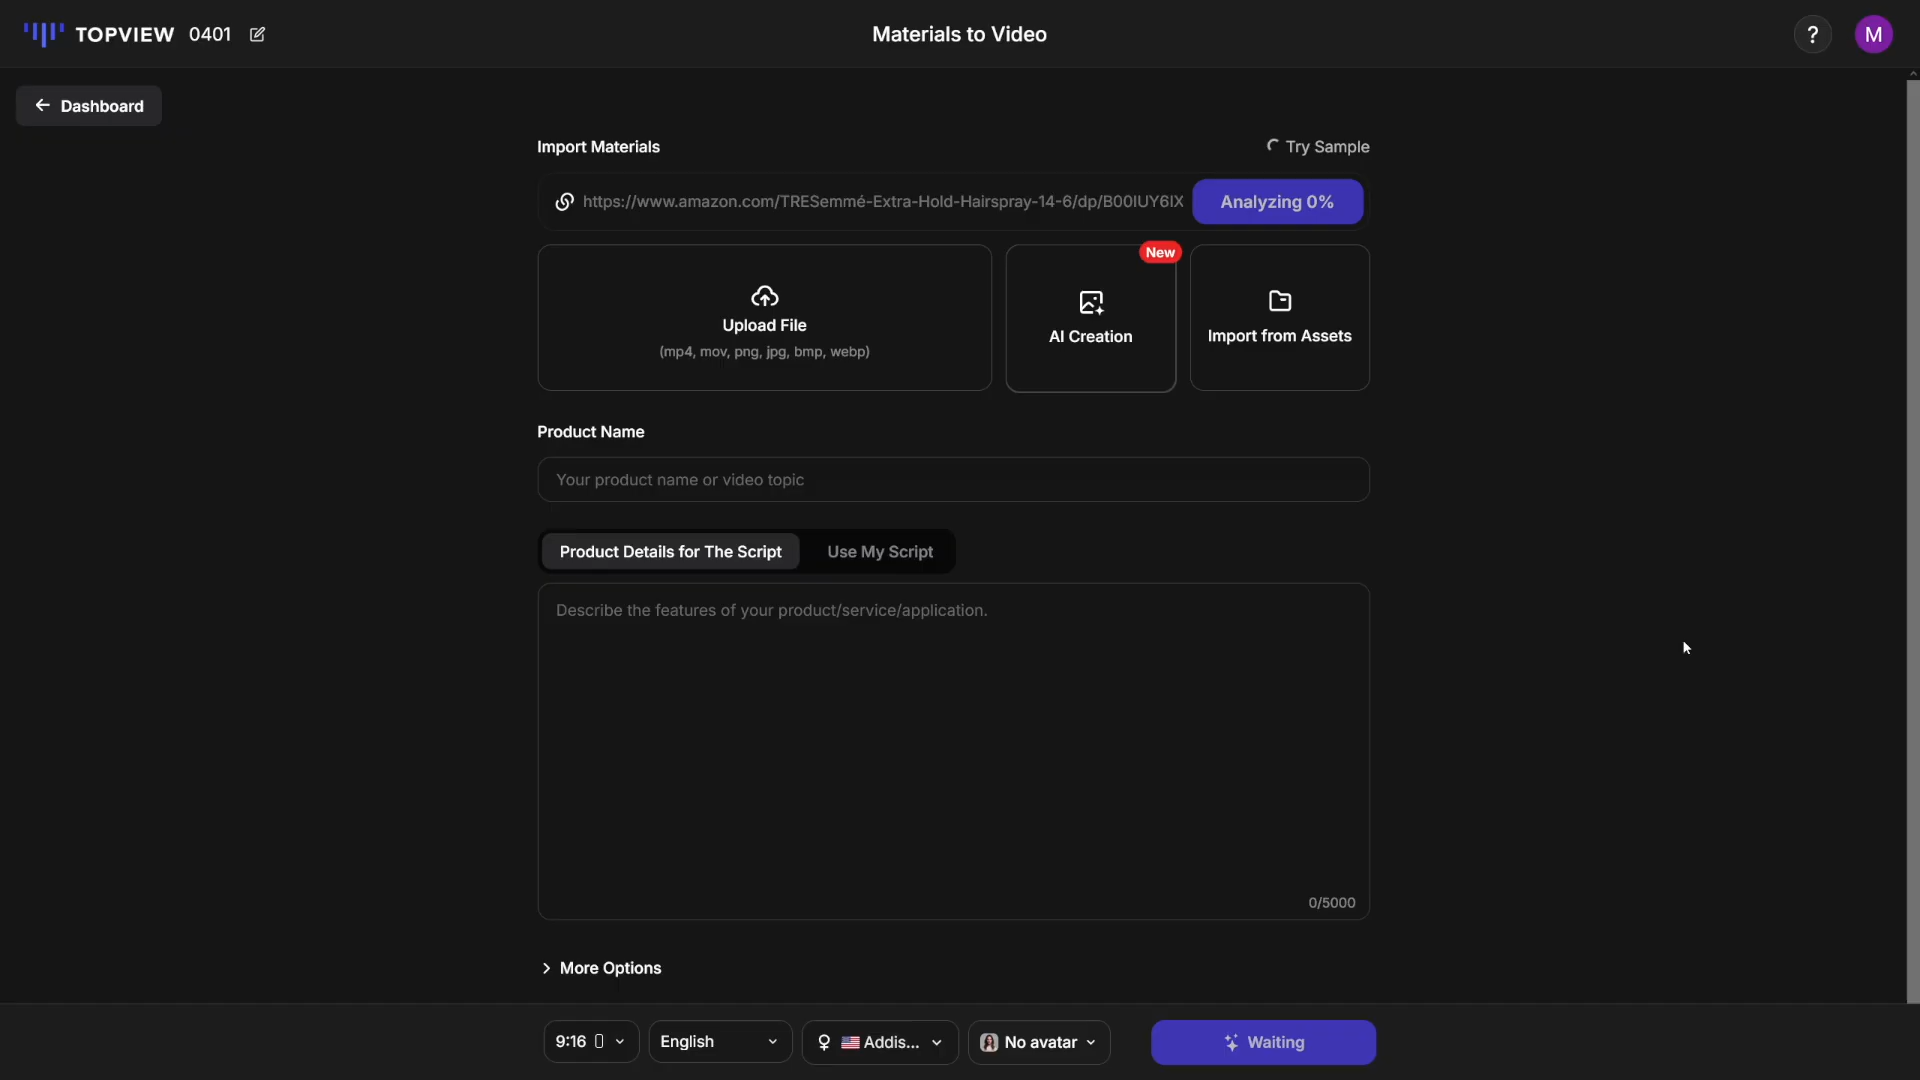 TOPVIEW 0401
Materials to Video
?
M
Dashboard
Import Materials
Try Sample
https://www.amazon.com/TRESemmé-Extra-Hold-Hairspray-14-6/dp/B00IUY6IX
Analyzing 0%
New
Upload File
(mp4, mov, png, jpg, bmp, webp)
AI Creation
Import from Assets
Product Name
Your product name or video topic
Product Details for The Script
Use My Script
Describe the features of your product/service/application.
0/5000
More Options
9:16
English
Addis...
No avatar
Waiting